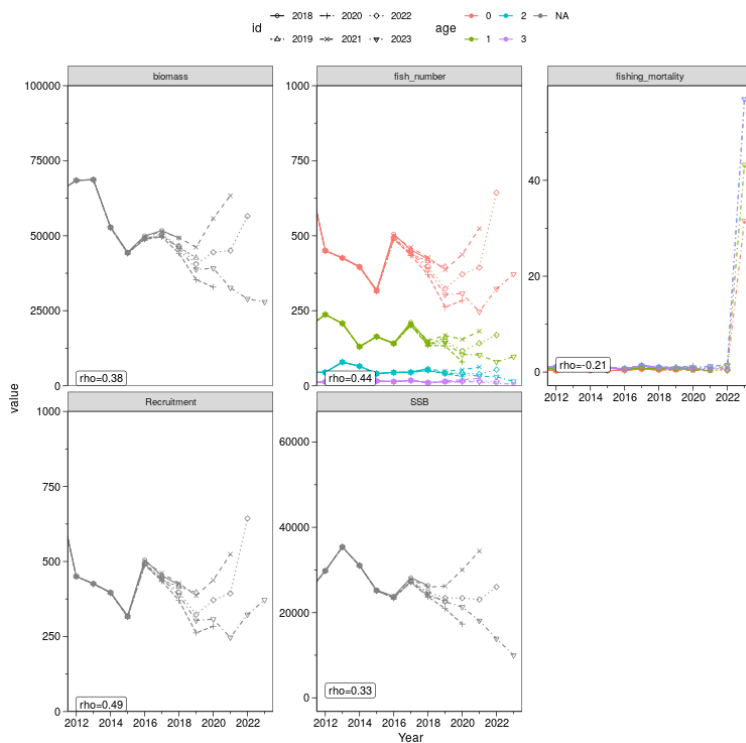 id 2018 2020 2022 age 0 2 NA
2019 2021 2023 1 3
biomass fish_number fishing_mortality
100000
75000
50000
25000
0
rho=0.38
1000
750
500
250
0
rho=0.44
40
20
0
rho=-0.21
2012 2014 2016 2018 2020 2022
value
Recruitment SSB
1000
750
500
250
0
rho=0.49
60000
40000
20000
0
rho=0.33
2012 2014 2016 2018 2020 2022 2012 2014 2016 2018 2020 2022
Year